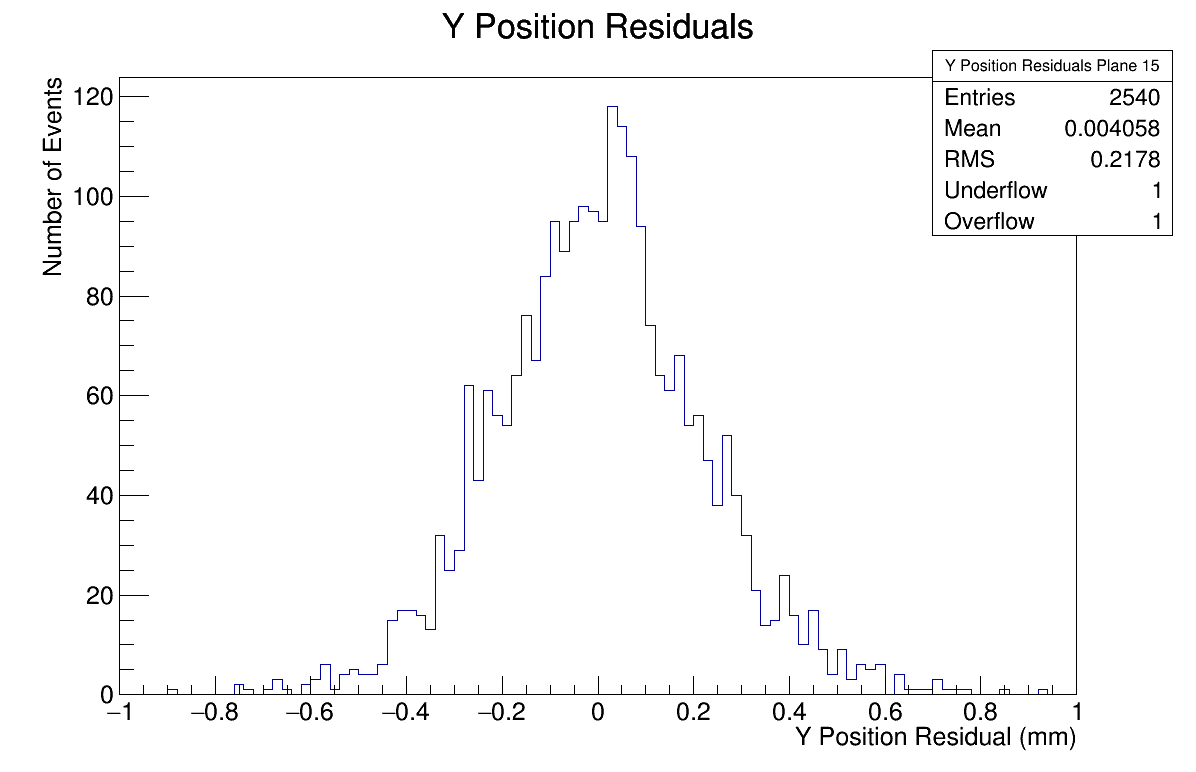 Y Position Residuals
Number of Events
Y Position Residuals Plane 15
Entries 2540
Mean 0.004058
RMS 0.2178
Underflow 1
Overflow 1
120
100
80
60
40
20
0
−1 −0.8 −0.6 −0.4 −0.2 0 0.2 0.4 0.6 0.8 1
Y Position Residual (mm)